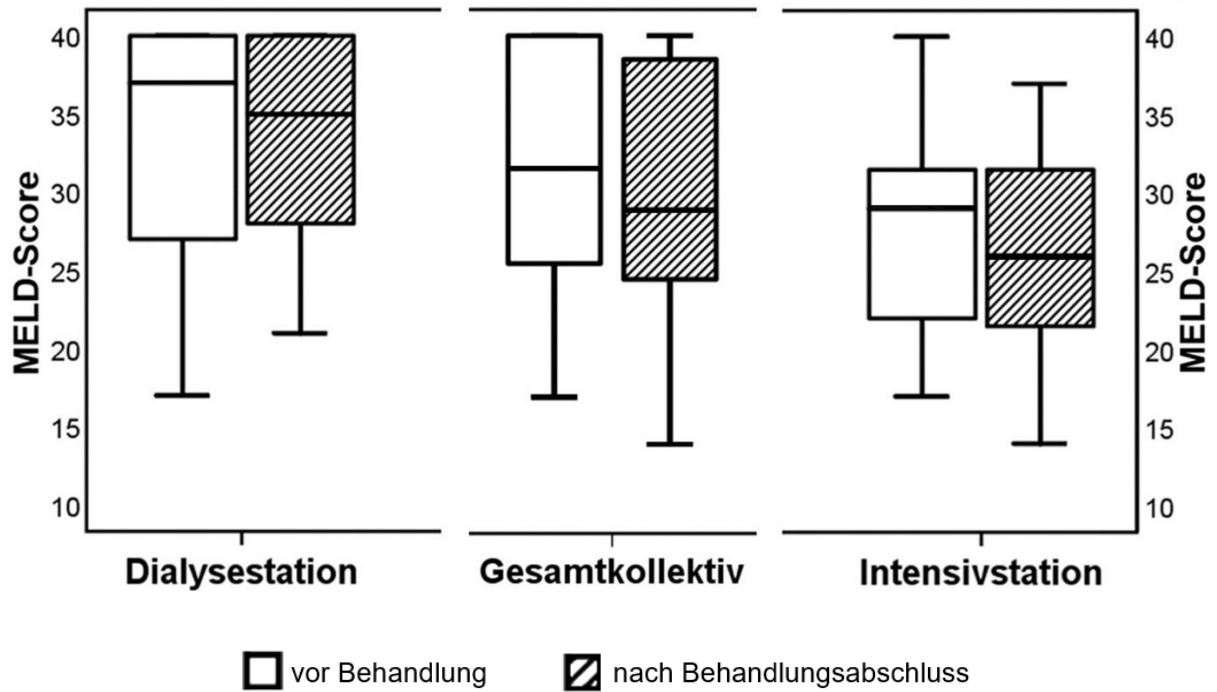 MELD-Score
40
35
30
25
20
15
10
40
35
30
25
20
15
10
MELD-Score
Dialysestation
Gesamtkollektiv
Intensivstation
vor Behandlung
nach Behandlungsabschluss